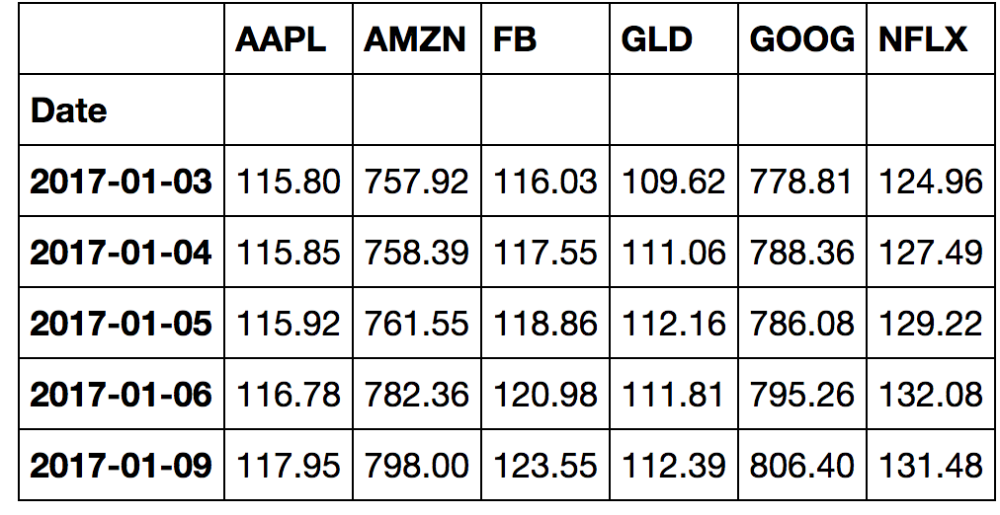 AAPL AMZN FB GLD GOOG NFLX
Date
2017-01-03 115.80 757.92 116.03 109.62 778.81 124.96
2017-01-04 115.85 758.39 117.55 111.06 788.36 127.49
2017-01-05 115.92 761.55 118.86 112.16 786.08 129.22
2017-01-06 116.78 782.36 120.98 111.81 795.26 132.08
2017-01-09 117.95 798.00 123.55 112.39 806.40 131.48